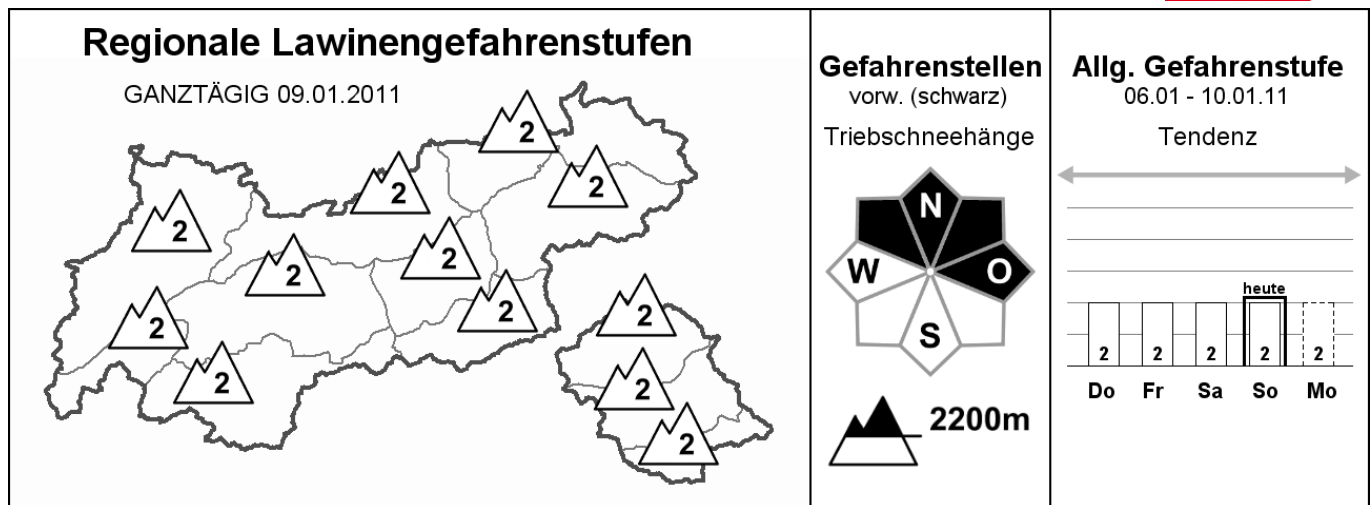 Regionale Lawinengefahrenstufen
GANZTÄGIG 09.01.2011
2
2
2
2
2
2
2
2
2
2
2
2
Gefahrenstellen
vorw. (schwarz)
Triebschneehänge
N
W O
S
2200m
Allg. Gefahrenstufe
06.01 - 10.01.11
Tendenz
heute
2 2 2 2 2
Do Fr Sa So Mo